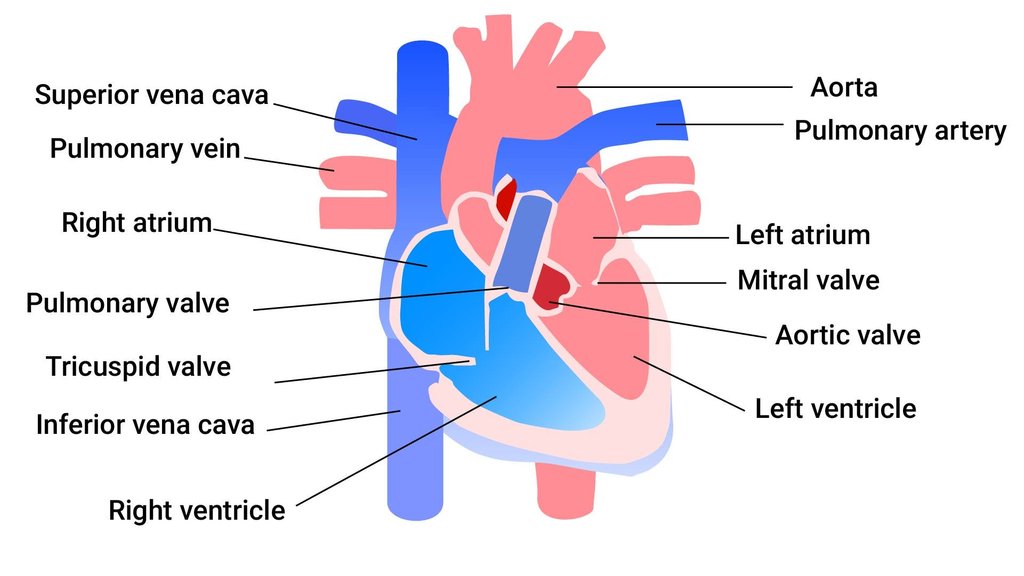 Superior vena cava
Pulmonary vein
Right atrium
Pulmonary valve
Tricuspid valve
Inferior vena cava
Right ventricle
Aorta
Pulmonary artery
Left atrium
Mitral valve
Aortic valve
Left ventricle